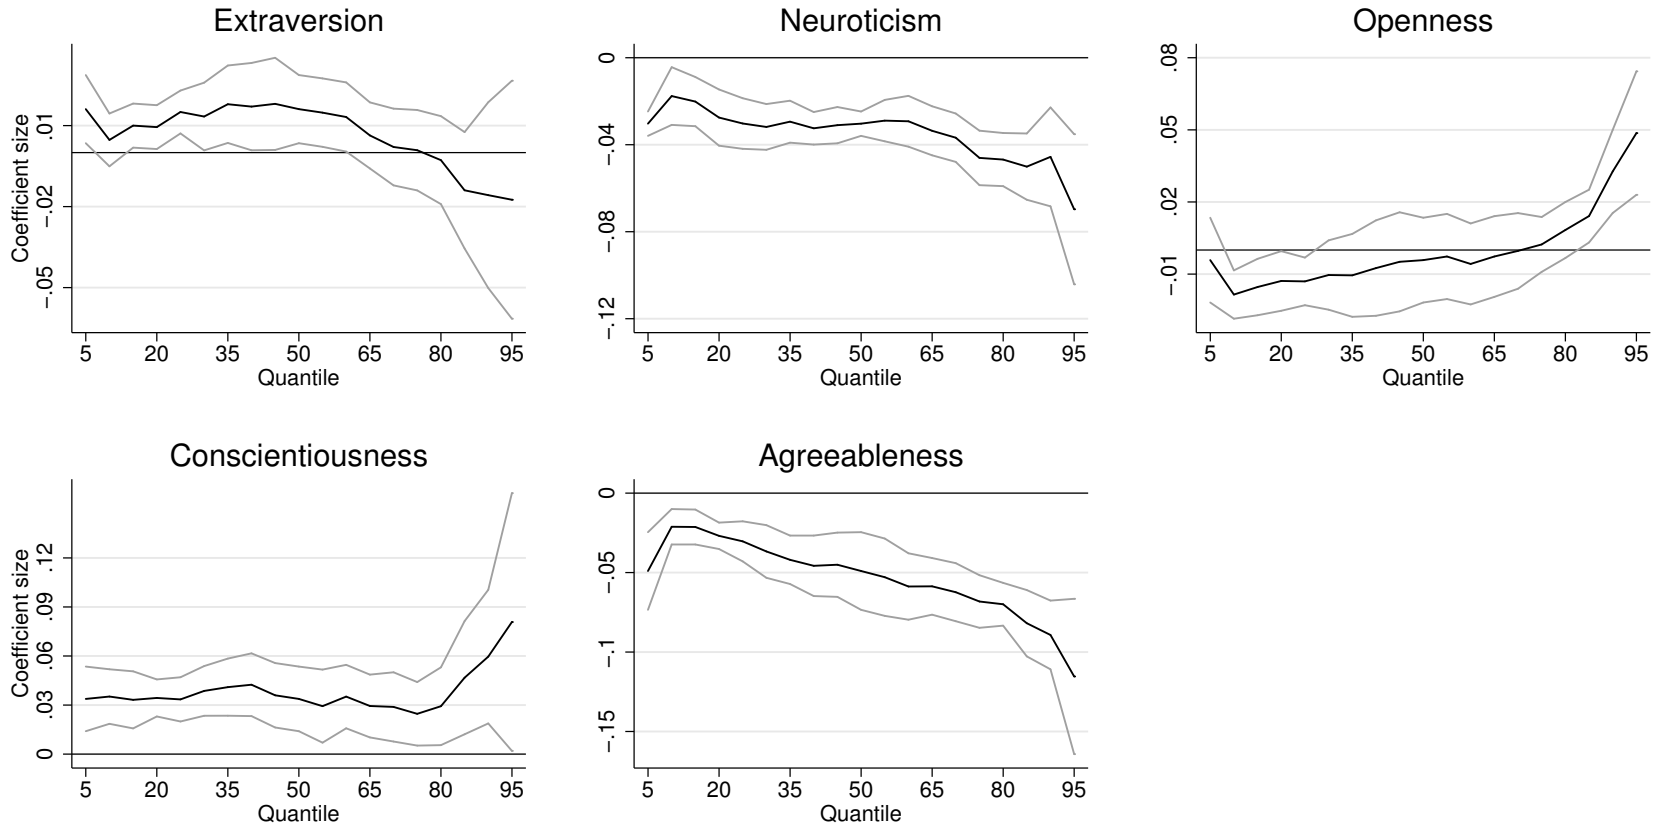 Extraversion
Coefficient size
.01
−.02
−.05
5 20 35 50 65 80 95
Quantile
Neuroticism
0
−.04
−.08
−.12
5 20 35 50 65 80 95
Quantile
Openness
.08
.05
.02
−.01
5 20 35 50 65 80 95
Quantile
Conscientiousness
Coefficient size
.12
.09
.06
.03
0
5 20 35 50 65 80 95
Quantile
Agreeableness
0
−.05
−.1
−.15
5 20 35 50 65 80 95
Quantile